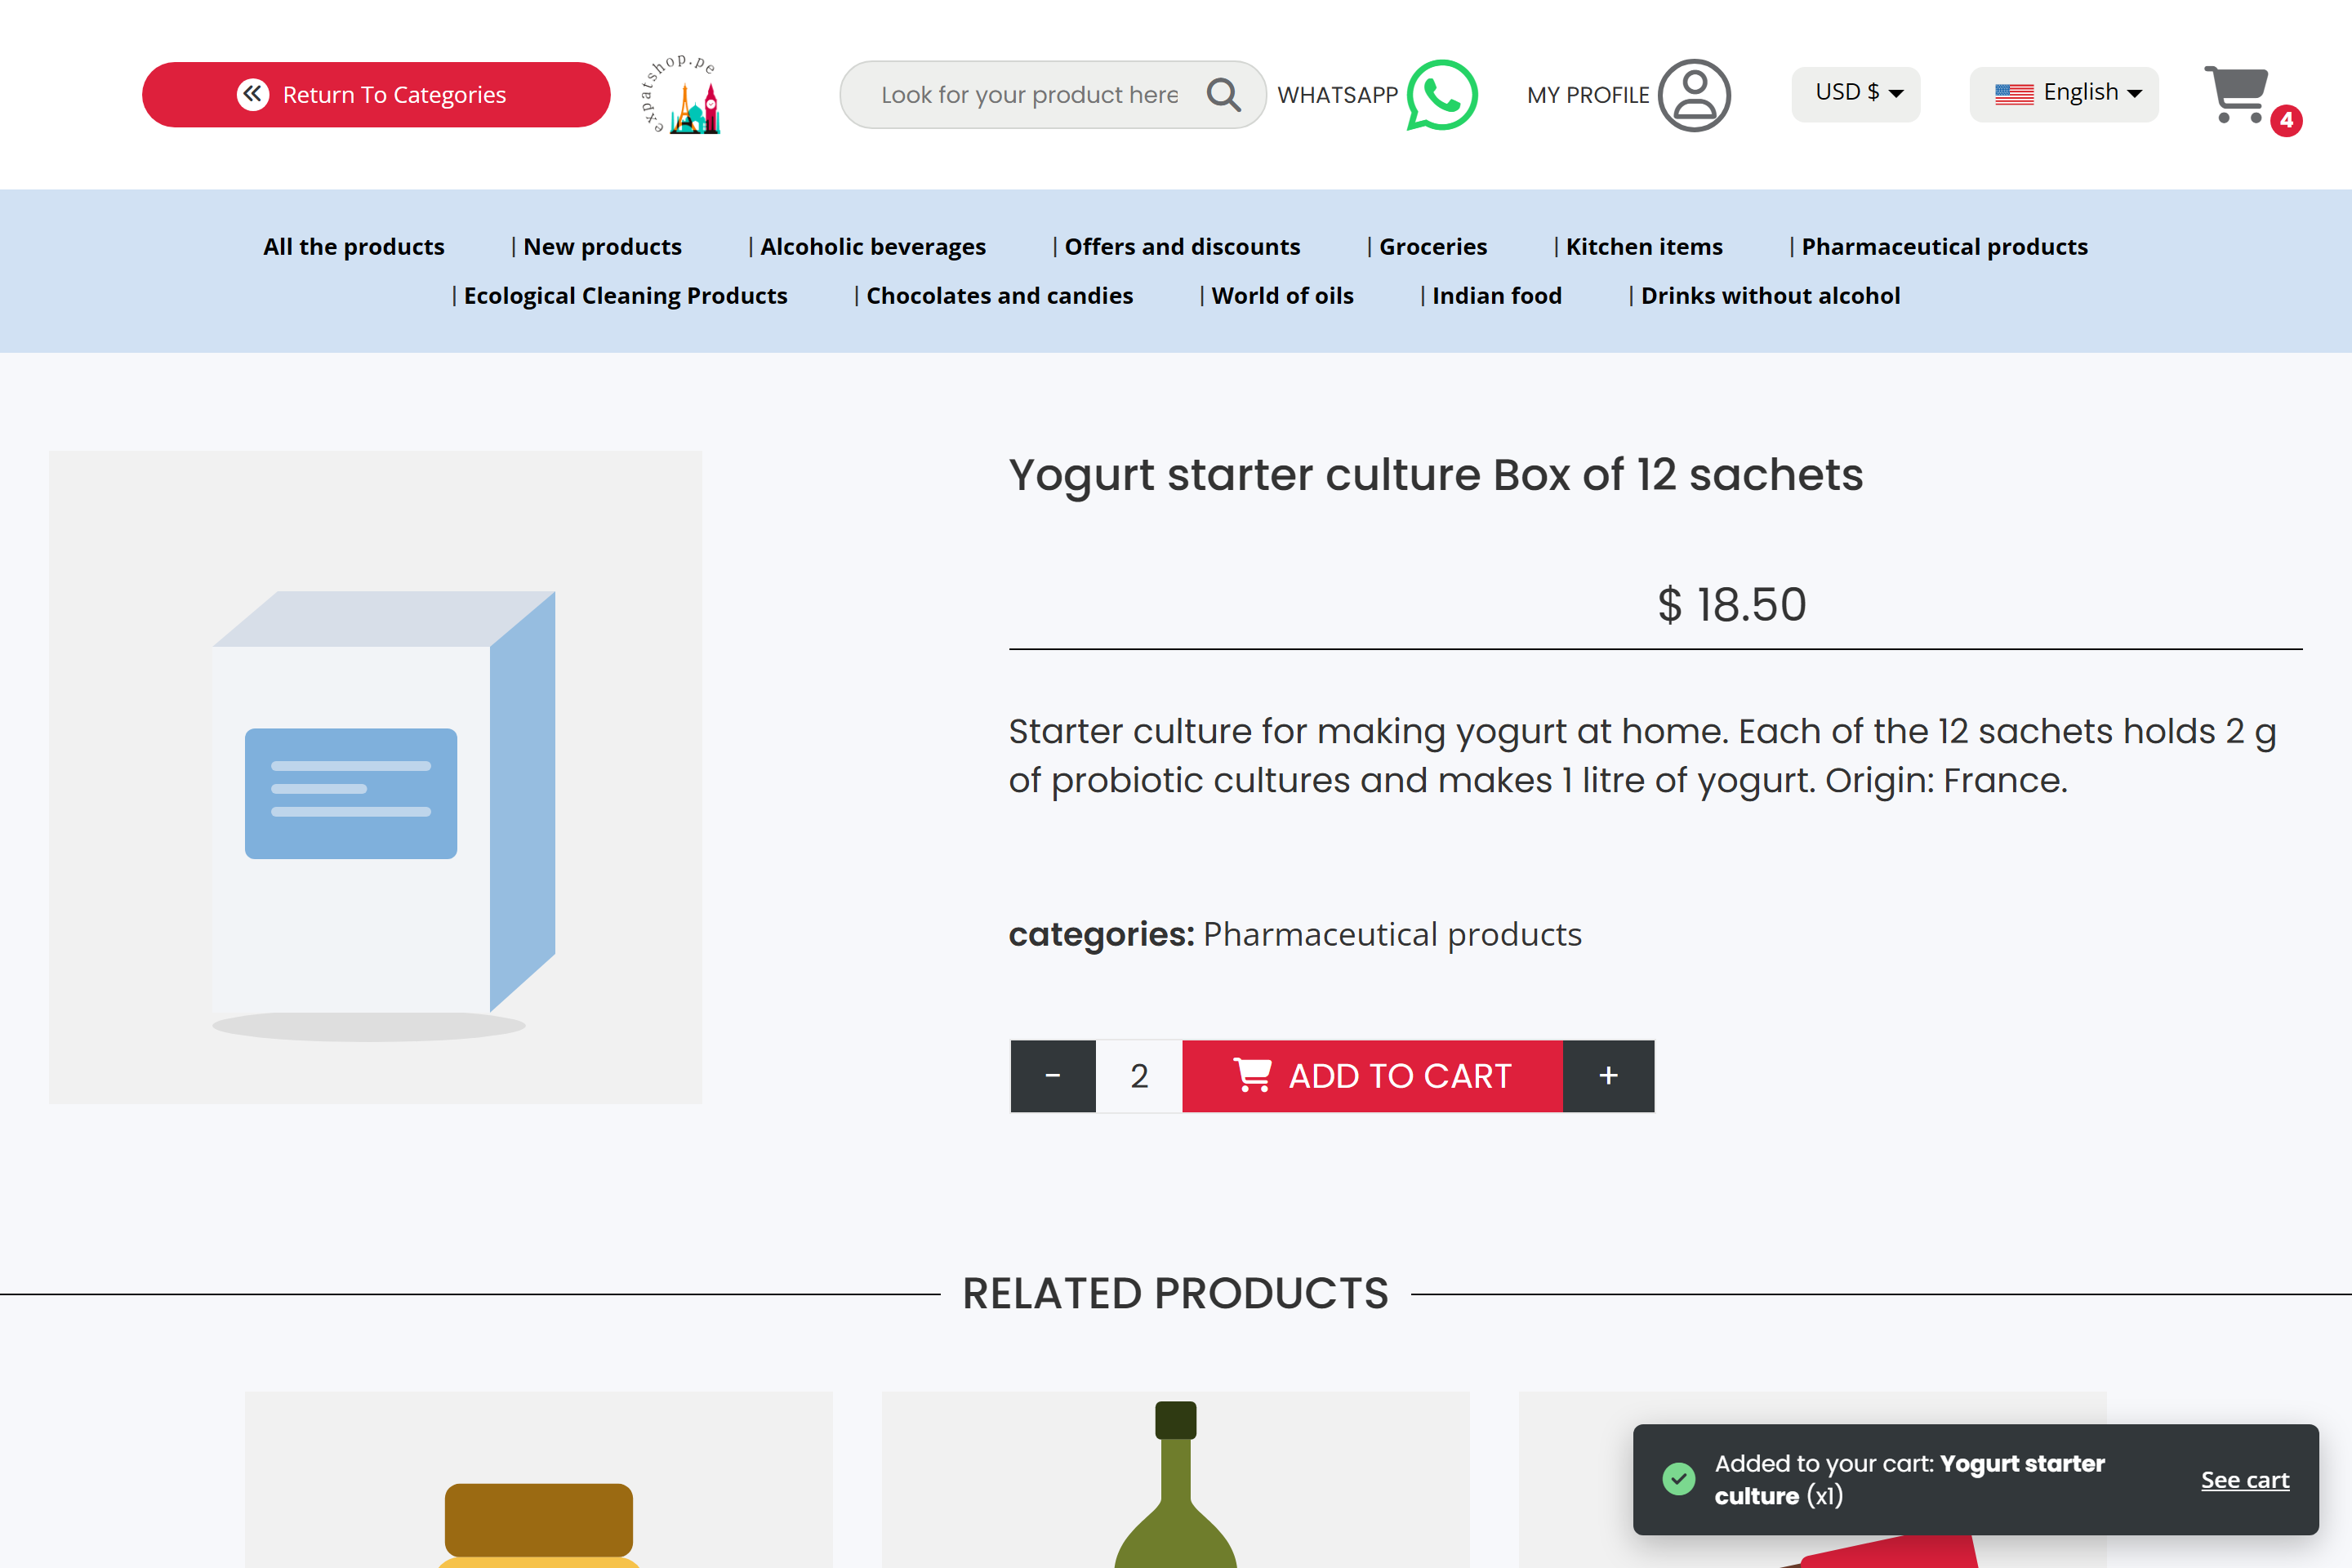 Return To Categories
expatshop.pe
Look for your product here
WHATSAPP
MY PROFILE
USD $
English
4
All the products
| New products
| Alcoholic beverages
| Offers and discounts
| Groceries
| Kitchen items
| Pharmaceutical products
| Ecological Cleaning Products
| Chocolates and candies
| World of oils
| Indian food
| Drinks without alcohol
Yogurt starter culture Box of 12 sachets
$ 18.50
Starter culture for making yogurt at home. Each of the 12 sachets holds 2 g
of probiotic cultures and makes 1 litre of yogurt. Origin: France.
categories: Pharmaceutical products
- 2 ADD TO CART +
RELATED PRODUCTS
Added to your cart: Yogurt starter
culture (x1)
See cart